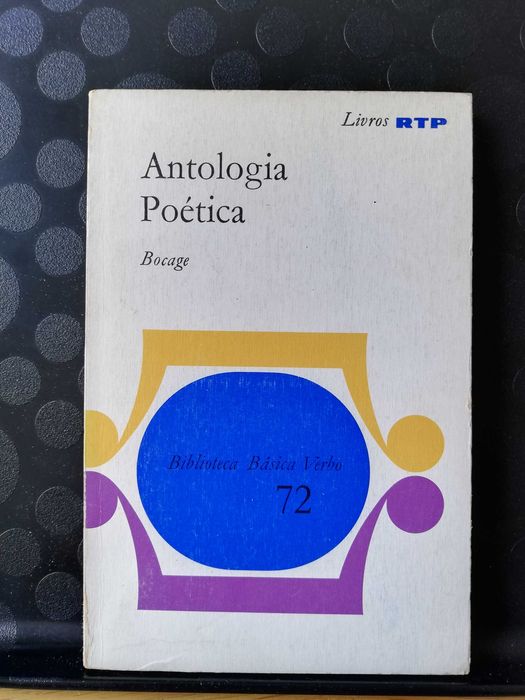 Livros RTP
Antologia
Poética
Bocage
Biblioteca Básica Verbo
72